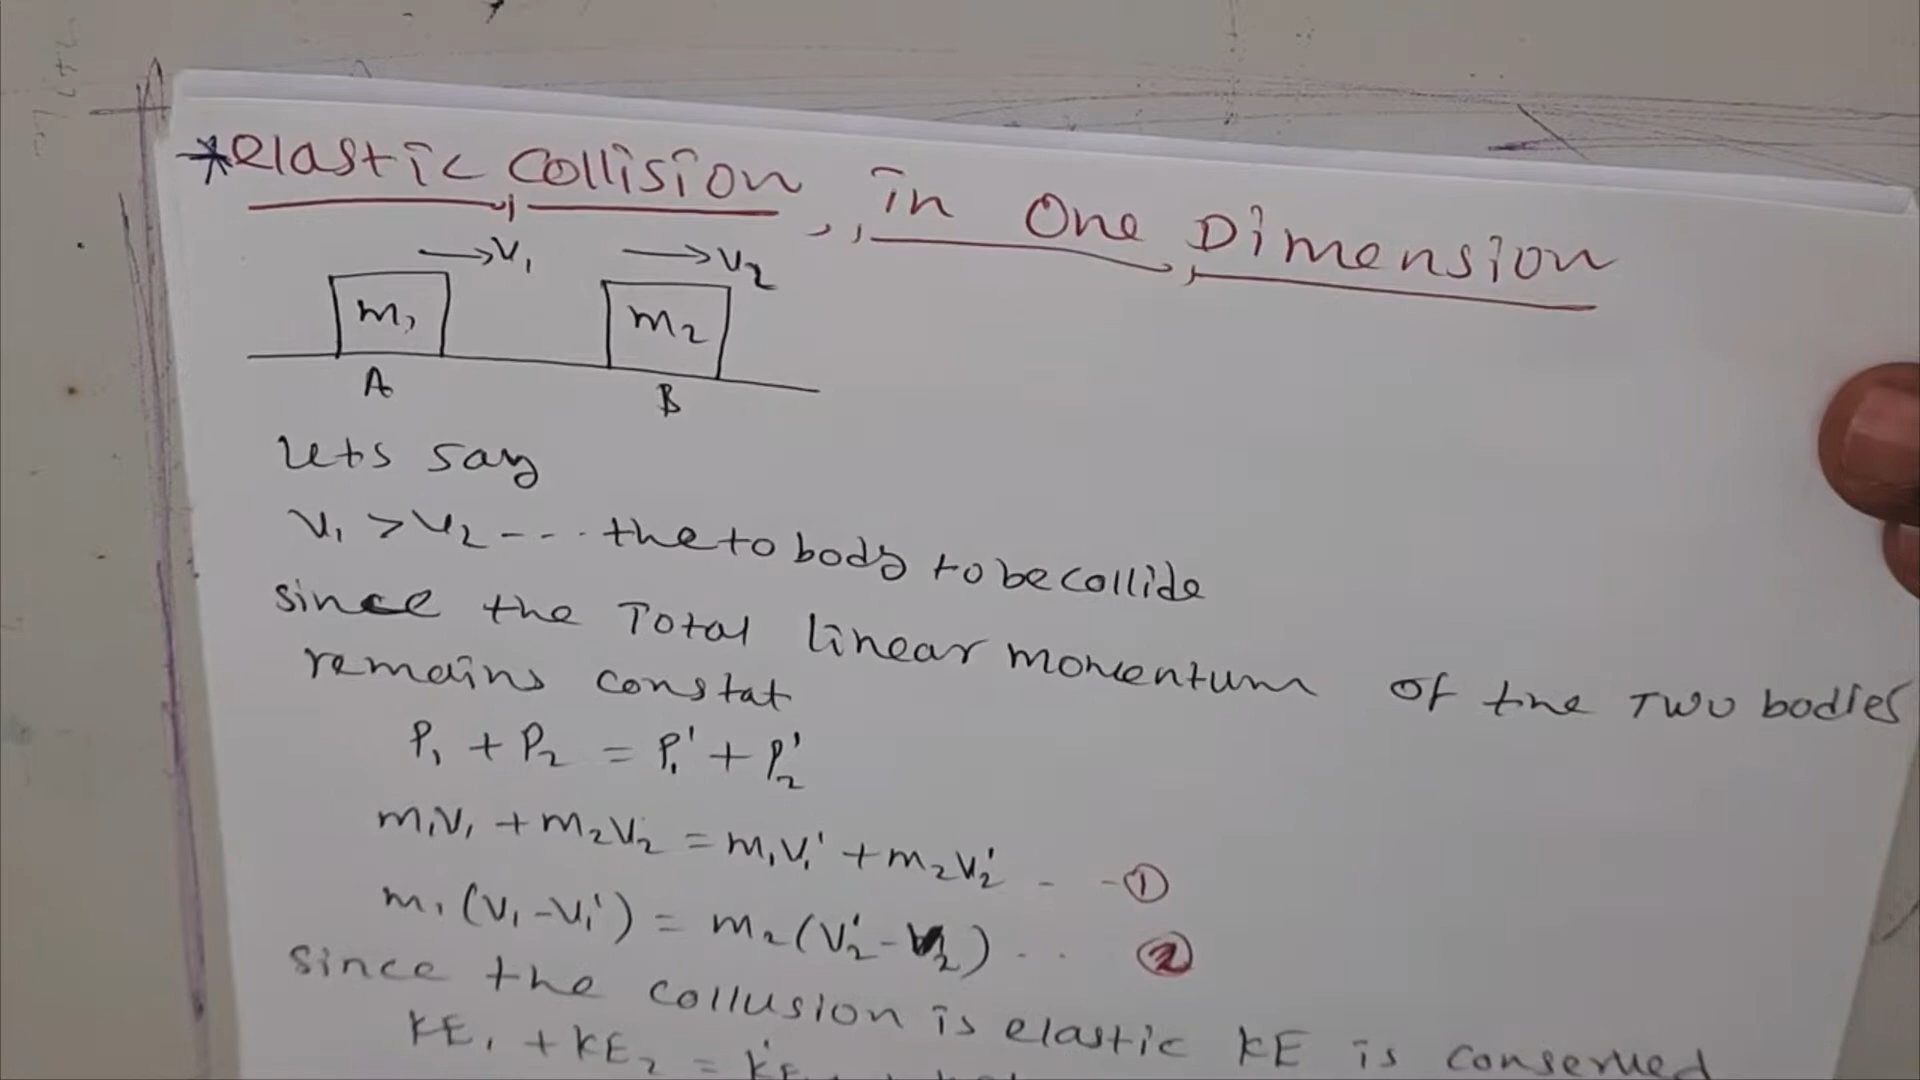 *elastic collision, in One Dimension
→v₁ →v₂
m₁ m₂
A B
lets say
v₁ > v₂ --- the to body to be collide
since the Total linear momentum of the Two bodies
remains constat
P₁ + P₂ = P₁' + P₂'
m₁v₁ + m₂v₂ = m₁v₁' + m₂v₂' - - ①
m₁(v₁ - v₁') = m₂(v₂' - v₂) - - ②
since the collusion is elastic KE is conserved
KE₁ + KE₂ =